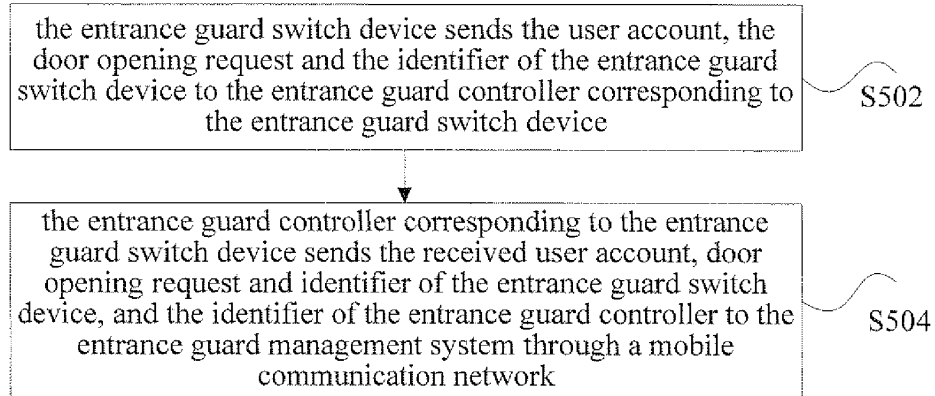 the entrance guard switch device sends the user account, the
door opening request and the identifier of the entrance guard
switch device to the entrance guard controller corresponding to
the entrance guard switch device
S502
the entrance guard controller corresponding to the entrance
guard switch device sends the received user account, door
opening request and identifier of the entrance guard switch
device, and the identifier of the entrance guard controller to the
entrance guard management system through a mobile
communication network
S504